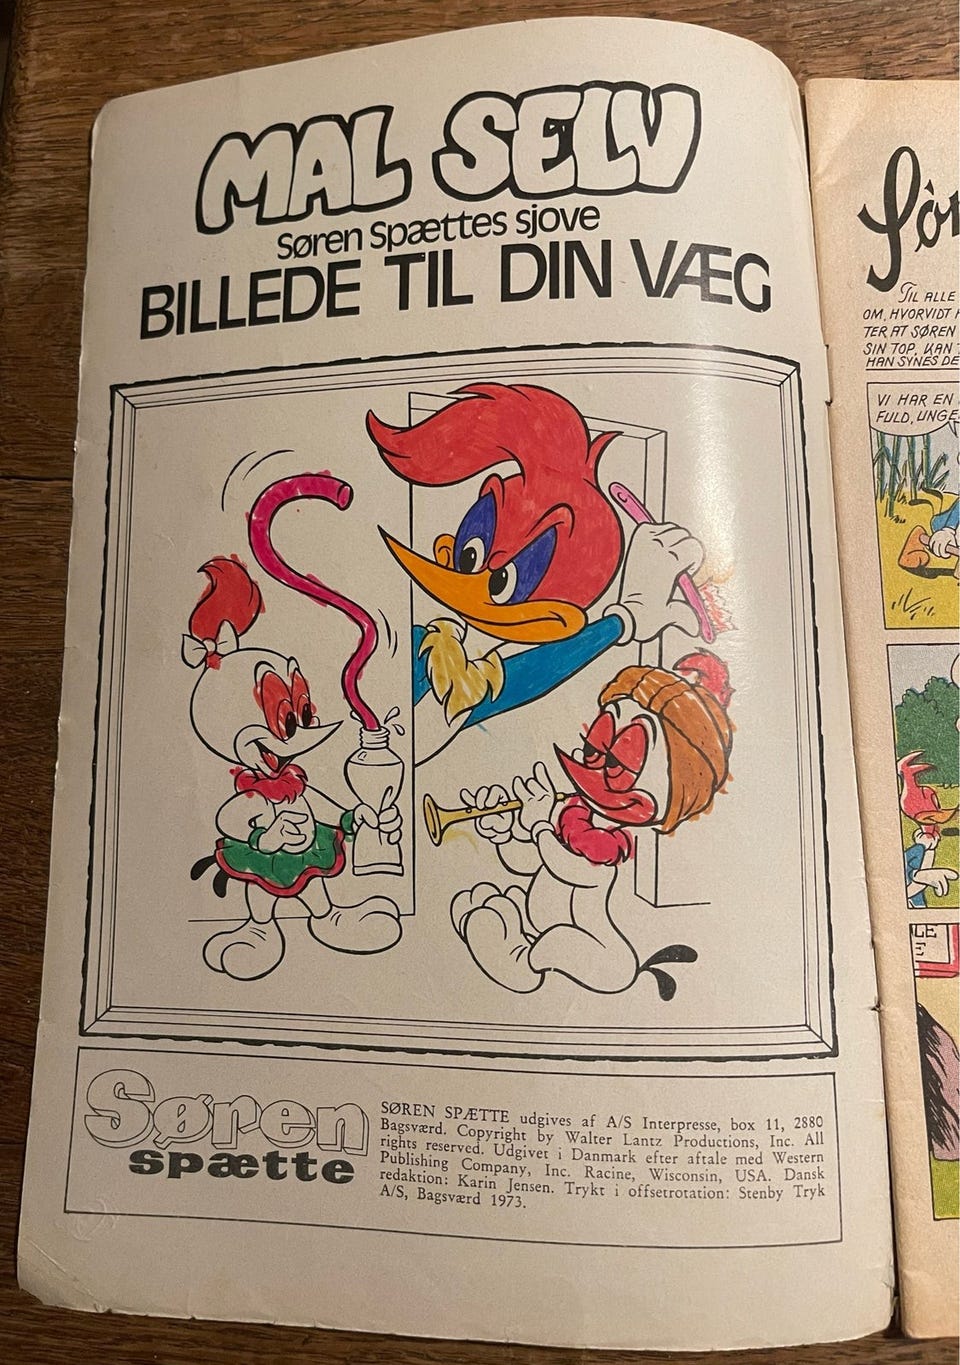 MAL SELV
Søren Spættes sjove
BILLEDE TIL DIN VÆG
Søren
spætte
SØREN SPÆTTE udgives af A/S Interpresse, box 11, 2880
Bagsværd. Copyright by Walter Lantz Productions, Inc. All
rights reserved. Udgivet i Danmark efter aftale med Western
Publishing Company, Inc. Racine, Wisconsin, USA. Dansk
redaktion: Karin Jensen. Trykt i offsetrotation: Stenby Tryk
A/S, Bagsværd 1973.
TIL ALLE
OM, HVORVIDT
TER AT SØREN
SIN TOP, KAN
HAN SYNES DE
VI HAR EN
FULD, UNGE